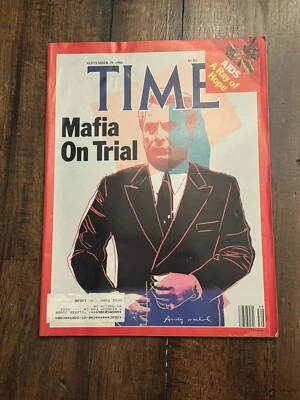 SEPTEMBER 29, 1986
AIDS
A Ray of
Hope
TIME
Mafia
On Trial
Andy Warhol